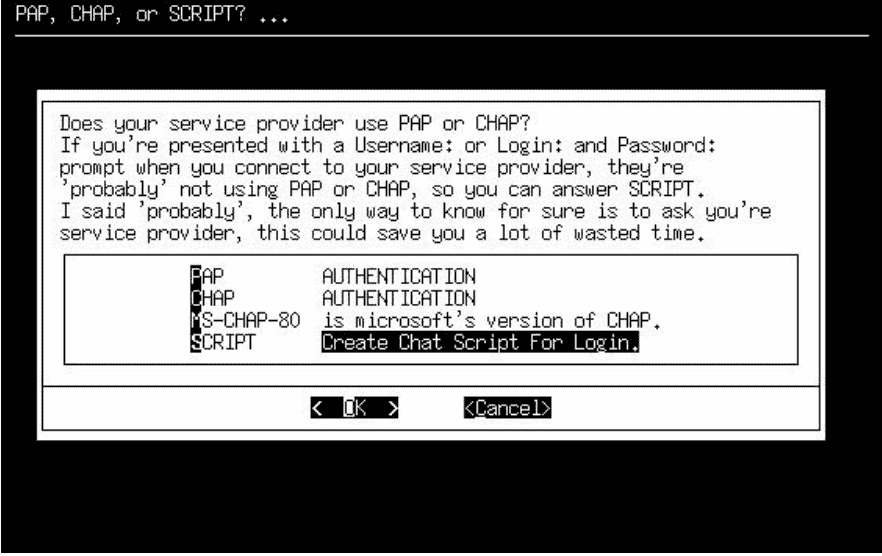 PAP, CHAP, or SCRIPT? ...
Does your service provider use PAP or CHAP?
If you're presented with a Username: or Login: and Password:
prompt when you connect to your service provider, they're
'probably' not using PAP or CHAP, so you can answer SCRIPT.
I said 'probably', the only way to know for sure is to ask you're
service provider, this could save you a lot of wasted time.
PAP AUTHENTICATION
CHAP AUTHENTICATION
MS-CHAP-80 is microsoft's version of CHAP.
SCRIPT Create Chat Script For Login.
< OK > <Cancel>